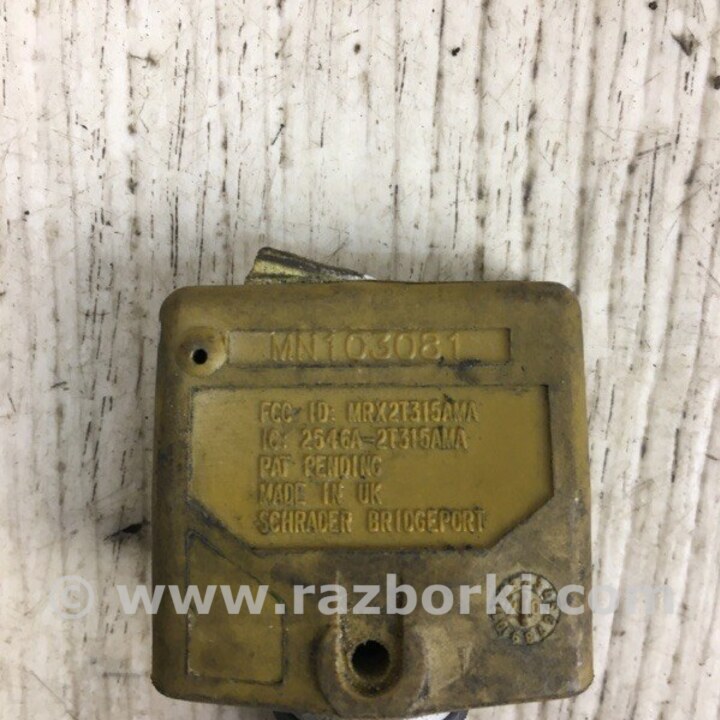 MN103081
FCC ID: MRX2T315AMA
IC: 2546A-2T315AMA
PAT PENDING
MADE IN UK
SCHRADER BRIDGEPORT
© www.razborki.com